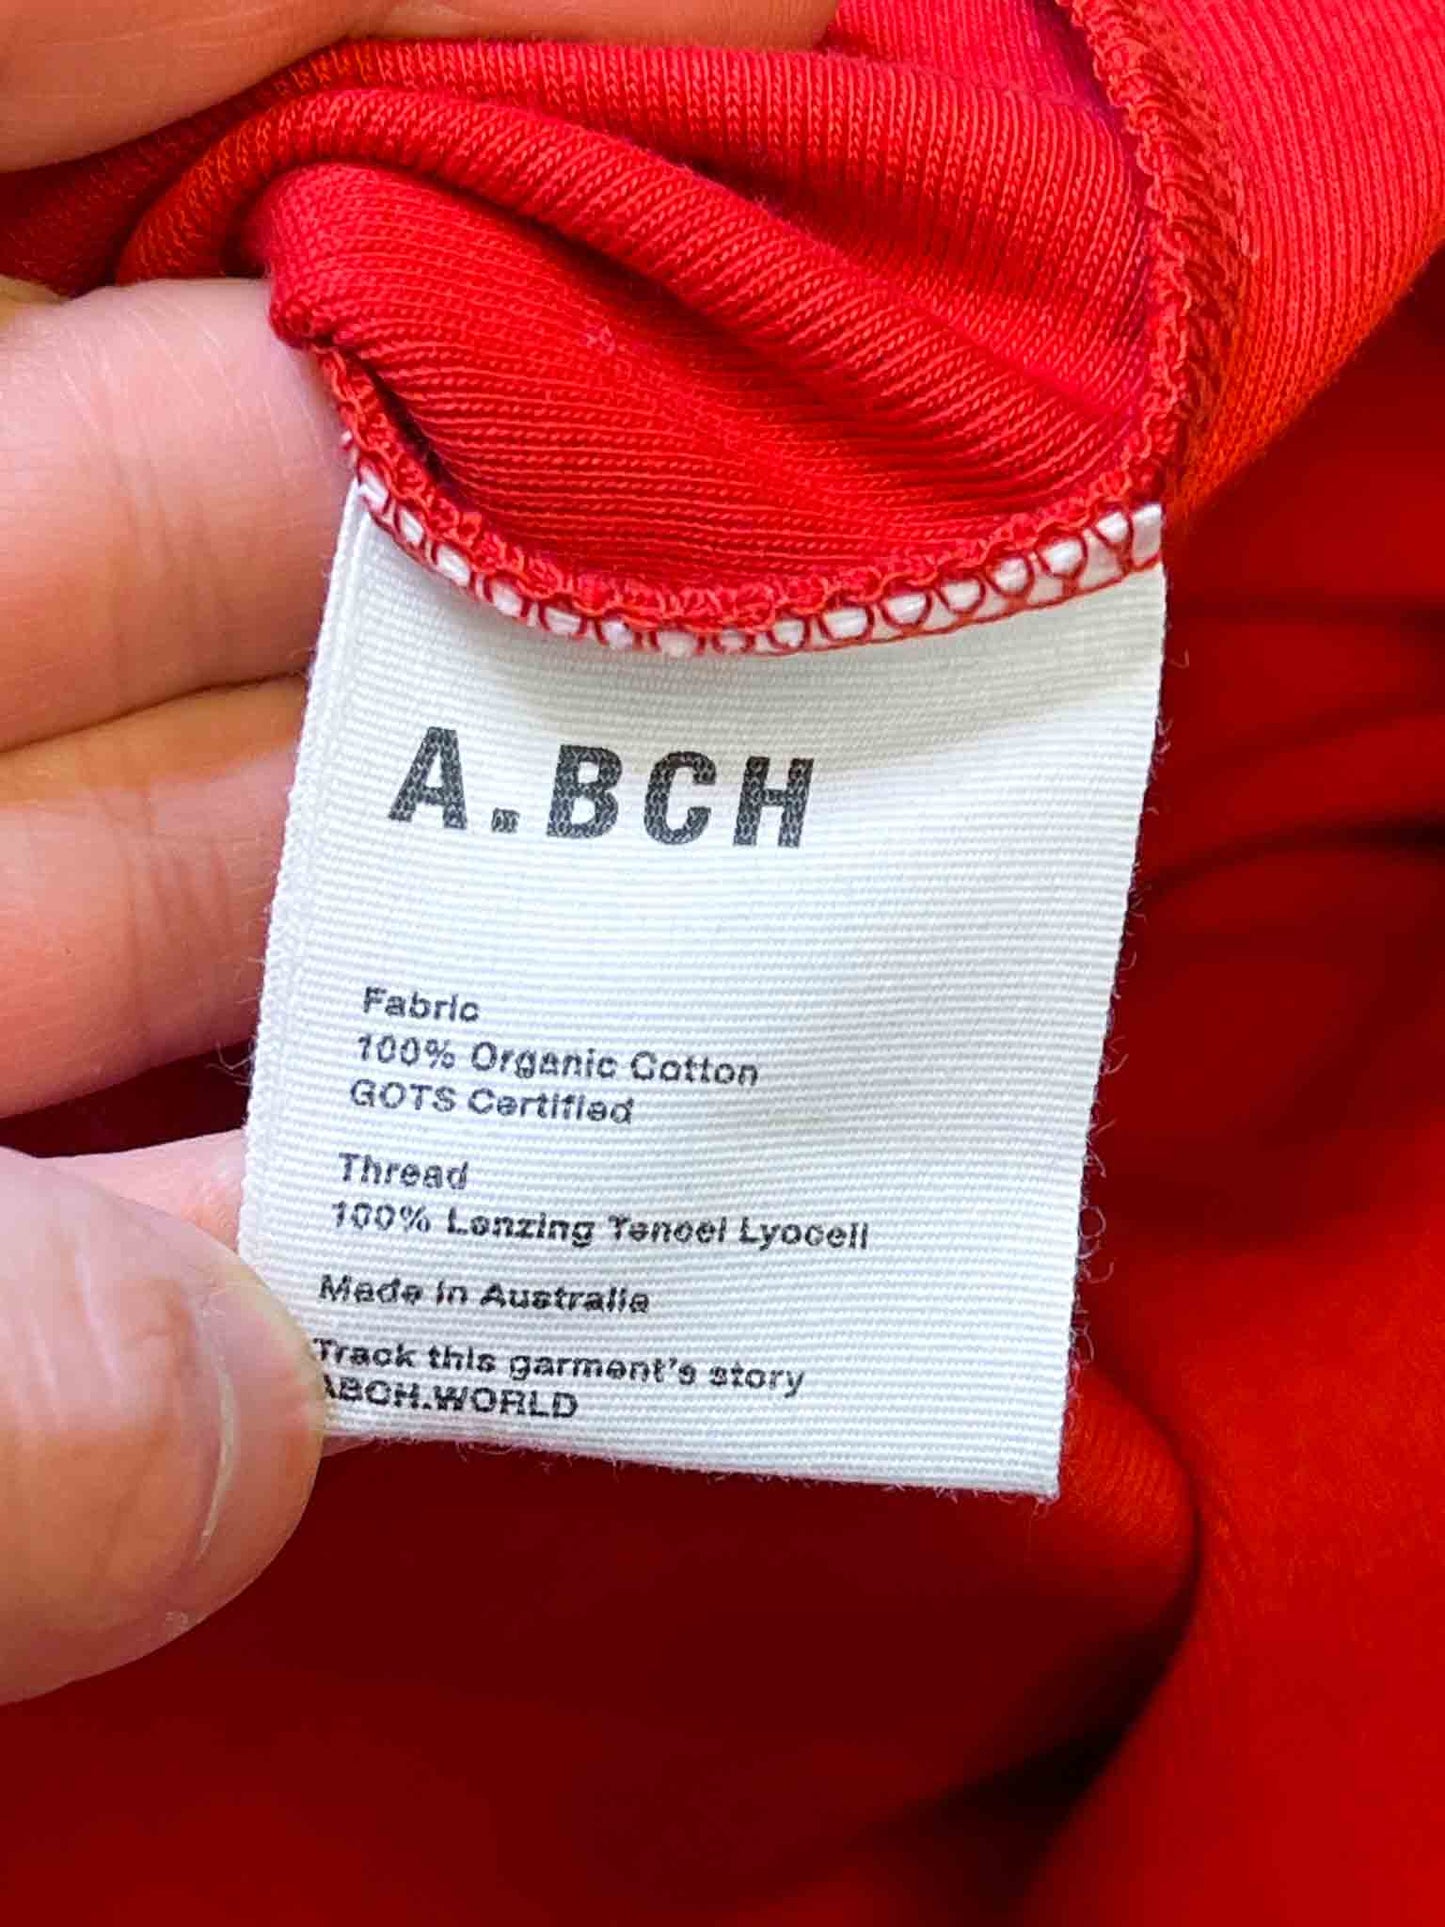 A.BCH
Fabric
100% Organic Cotton
GOTS Certified
Thread
100% Lenzing Tencel Lyocell
Made in Australia
Track this garment's story
ABCH.WORLD